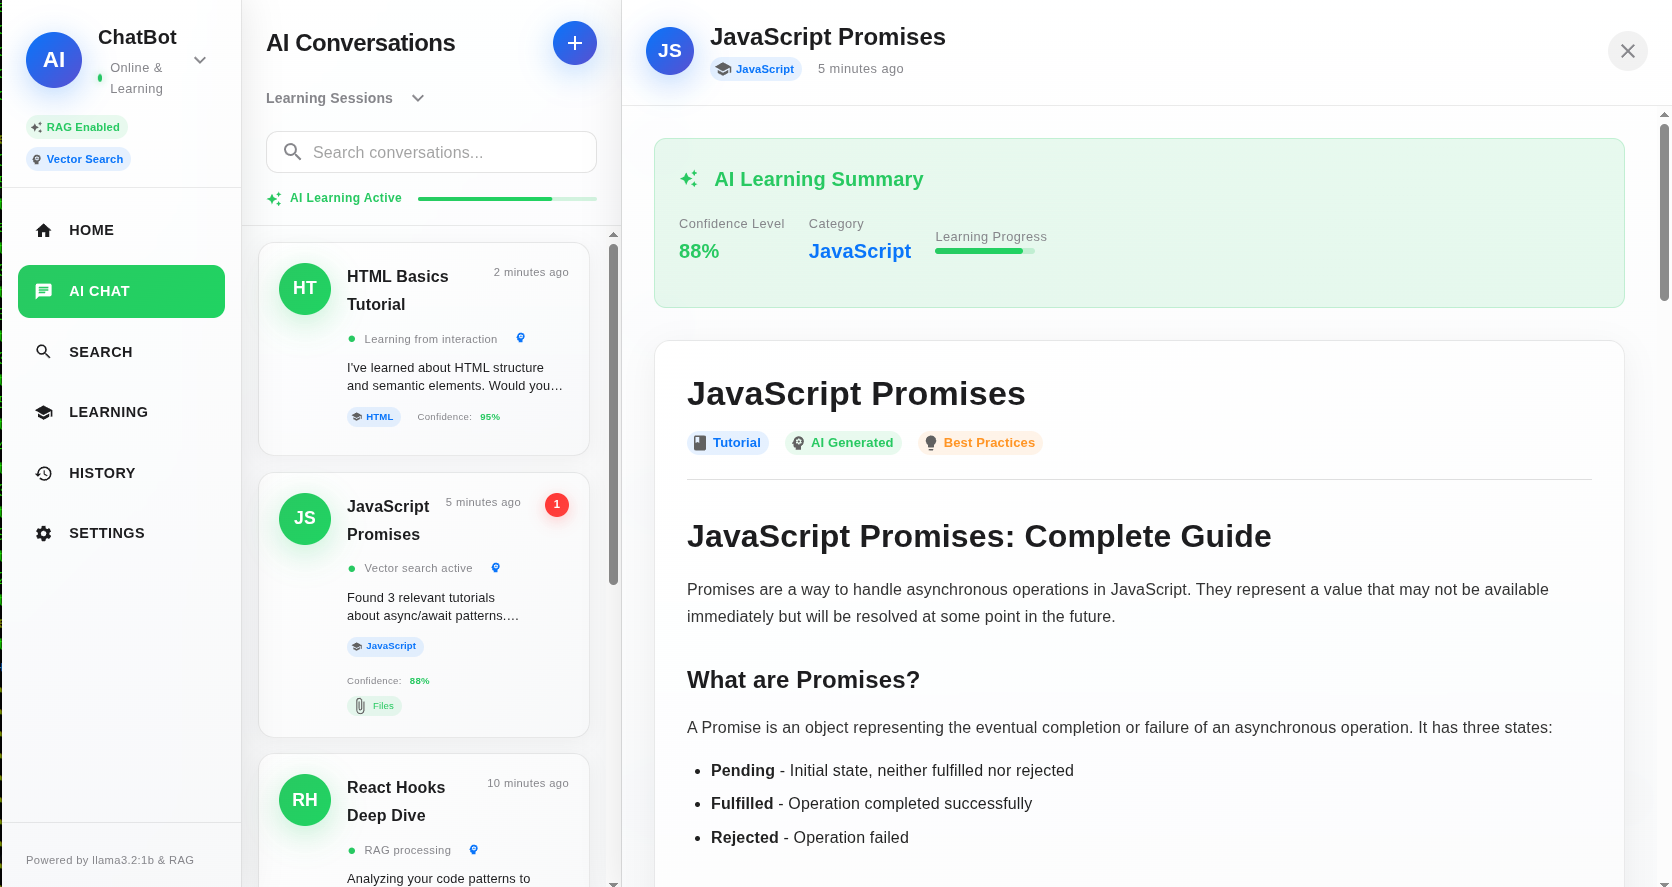 AI
ChatBot
Online &
Learning
RAG Enabled
Vector Search
HOME
AI CHAT
SEARCH
LEARNING
HISTORY
SETTINGS
Powered by llama3.2:1b & RAG
AI Conversations
Learning Sessions
Search conversations...
AI Learning Active
HT
HTML Basics
Tutorial
2 minutes ago
Learning from interaction
I've learned about HTML structure
and semantic elements. Would you…
HTML
Confidence: 95%
JS
JavaScript
Promises
5 minutes ago
1
Vector search active
Found 3 relevant tutorials
about async/await patterns.…
JavaScript
Confidence: 88%
Files
RH
React Hooks
Deep Dive
10 minutes ago
RAG processing
Analyzing your code patterns to
JS
JavaScript Promises
JavaScript
5 minutes ago
AI Learning Summary
Confidence Level
88%
Category
JavaScript
Learning Progress
JavaScript Promises
Tutorial
AI Generated
Best Practices
JavaScript Promises: Complete Guide
Promises are a way to handle asynchronous operations in JavaScript. They represent a value that may not be available
immediately but will be resolved at some point in the future.
What are Promises?
A Promise is an object representing the eventual completion or failure of an asynchronous operation. It has three states:
• Pending - Initial state, neither fulfilled nor rejected
• Fulfilled - Operation completed successfully
• Rejected - Operation failed